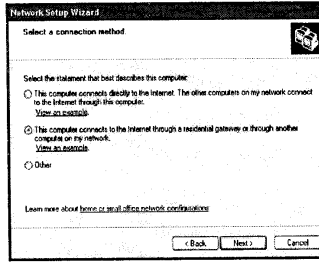 Network Setup Wizard
Select a connection method.
Select the statement that best describes this computer:
This computer connects directly to the Internet. The other computers on my network connect
to the Internet through this computer.
View an example.
This computer connects to the Internet through a residential gateway or through another
computer on my network.
View an example.
Other
Learn more about home or small office network configurations.
< Back
Next >
Cancel